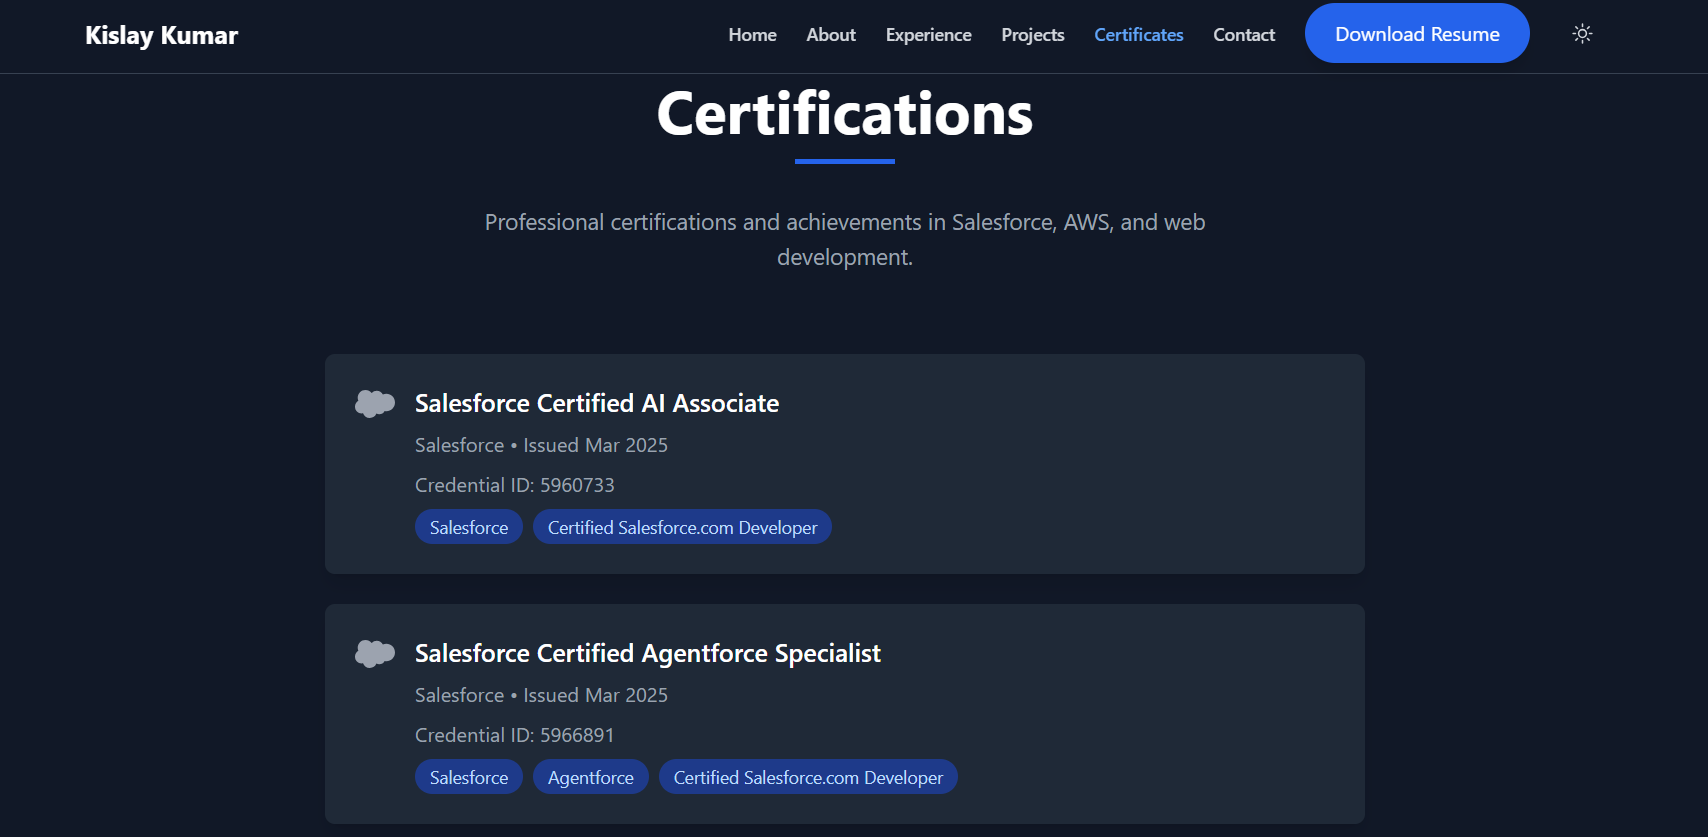 Kislay Kumar
Home About Experience Projects Certificates Contact Download Resume
Certifications
Professional certifications and achievements in Salesforce, AWS, and web
development.
Salesforce Certified AI Associate
Salesforce • Issued Mar 2025
Credential ID: 5960733
Salesforce Certified Salesforce.com Developer
Salesforce Certified Agentforce Specialist
Salesforce • Issued Mar 2025
Credential ID: 5966891
Salesforce Agentforce Certified Salesforce.com Developer